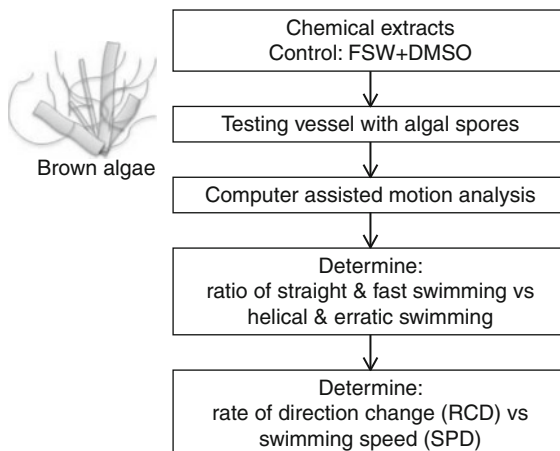 Chemical extracts
Control: FSW+DMSO
Brown algae
Testing vessel with algal spores
Computer assisted motion analysis
Determine:
ratio of straight & fast swimming vs
helical & erratic swimming
Determine:
rate of direction change (RCD) vs
swimming speed (SPD)